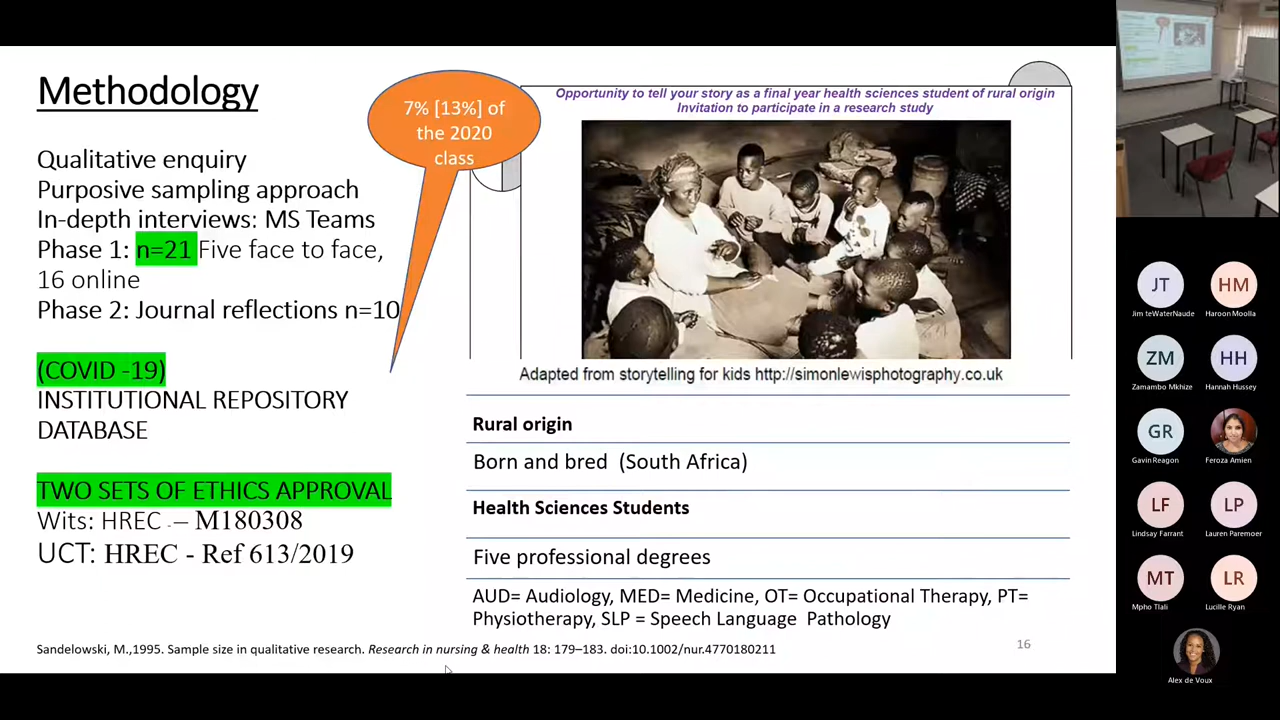 Methodology
Qualitative enquiry
Purposive sampling approach
In-depth interviews: MS Teams
Phase 1: n=21 Five face to face,
16 online
Phase 2: Journal reflections n=10
(COVID -19)
INSTITUTIONAL REPOSITORY
DATABASE
TWO SETS OF ETHICS APPROVAL
Wits: HREC - – M180308
UCT: HREC - Ref 613/2019
7% [13%] of
the 2020
class
Opportunity to tell your story as a final year health sciences student of rural origin
Invitation to participate in a research study
Adapted from storytelling for kids http://simonlewisphotography.co.uk
Rural origin
Born and bred (South Africa)
Health Sciences Students
Five professional degrees
AUD= Audiology, MED= Medicine, OT= Occupational Therapy, PT=
Physiotherapy, SLP = Speech Language Pathology
Sandelowski, M.,1995. Sample size in qualitative research. Research in nursing & health 18: 179–183. doi:10.1002/nur.4770180211
16
JT
Jim teWaterNaude
HM
Haroon Moolla
ZM
Zamambo Mkhize
HH
Hannah Hussey
GR
Gavin Reagon
Feroza Amien
LF
Lindsay Farrant
LP
Lauren Paremoer
MT
Mpho Tlali
LR
Lucille Ryan
Alex de Voux